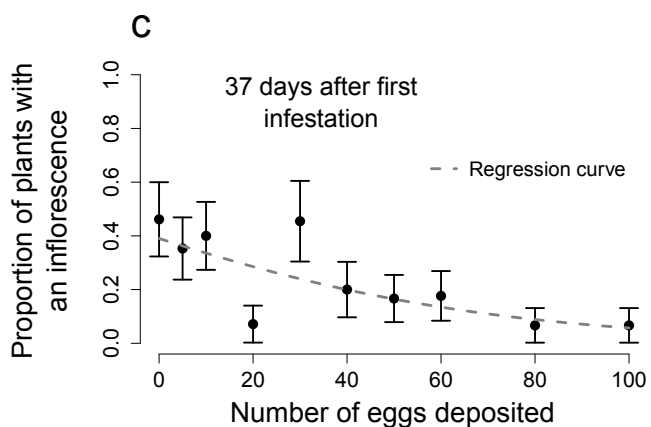 C
37 days after first
infestation
Regression curve
Proportion of plants with
an inflorescence
1.0
0.8
0.6
0.4
0.2
0.0
0 20 40 60 80 100
Number of eggs deposited